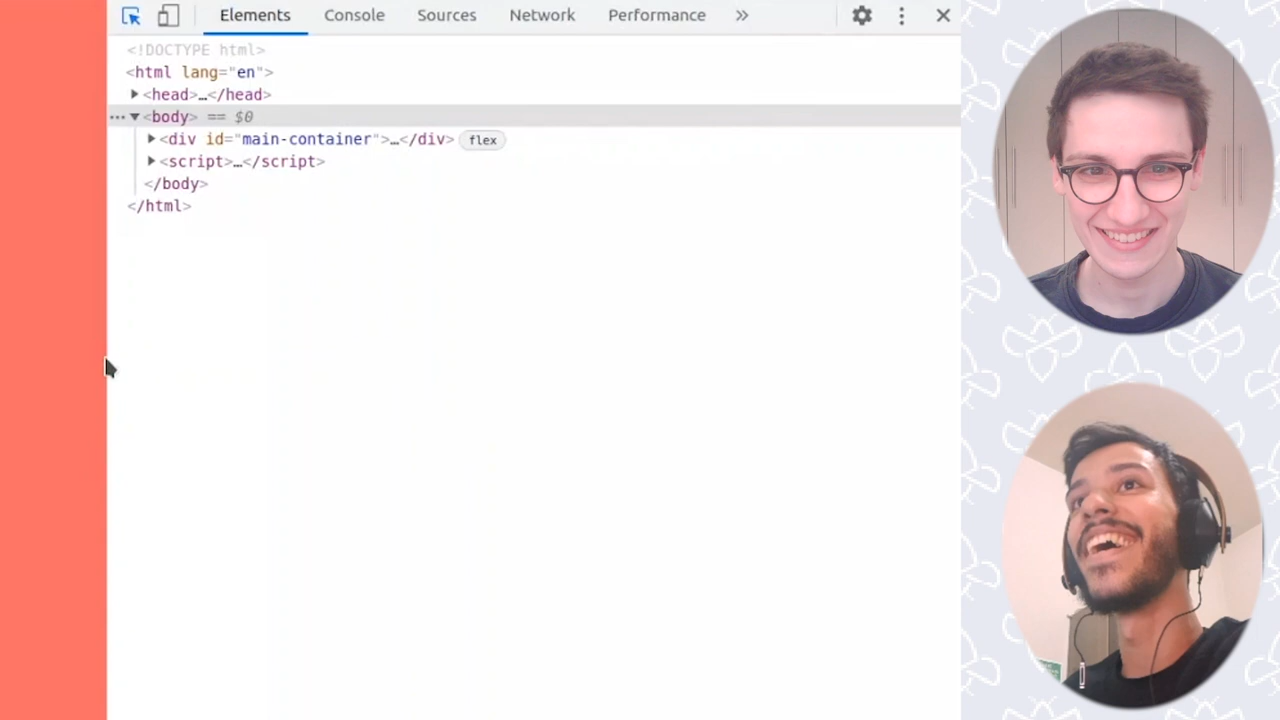 Elements Console Sources Network Performance »
<!DOCTYPE html>
<html lang="en">
<head>…</head>
<body> == $0
<div id="main-container">…</div> flex
<script>…</script>
</body>
</html>